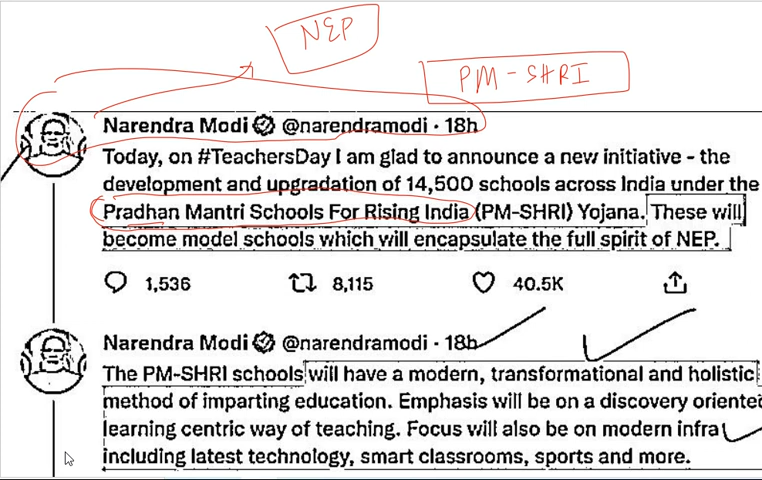 NEP
PM-SHRI
Narendra Modi @narendramodi · 18h
Today, on #TeachersDay I am glad to announce a new initiative - the
development and upgradation of 14,500 schools across India under the
Pradhan Mantri Schools For Rising India (PM-SHRI) Yojana. These will
become model schools which will encapsulate the full spirit of NEP.
1,536 8,115 40.5K
Narendra Modi @narendramodi · 18h
The PM-SHRI schools will have a modern, transformational and holistic
method of imparting education. Emphasis will be on a discovery oriented
learning centric way of teaching. Focus will also be on modern infra
including latest technology, smart classrooms, sports and more.